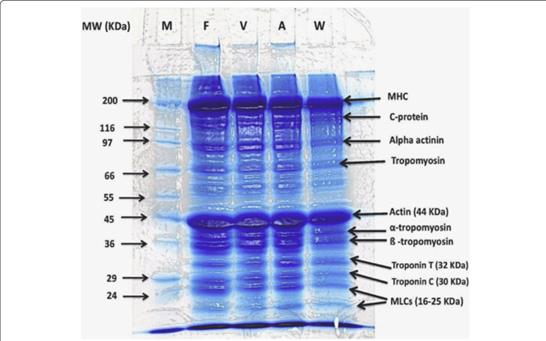 MW (KDa) M F V A W
200
116
97
66
55
45
36
29
24
MHC
C-protein
Alpha actinin
Tropomyosin
Actin (44 KDa)
α-tropomyosin
ß -tropomyosin
Troponin T (32 KDa)
Troponin C (30 KDa)
MLCs (16-25 KDa)